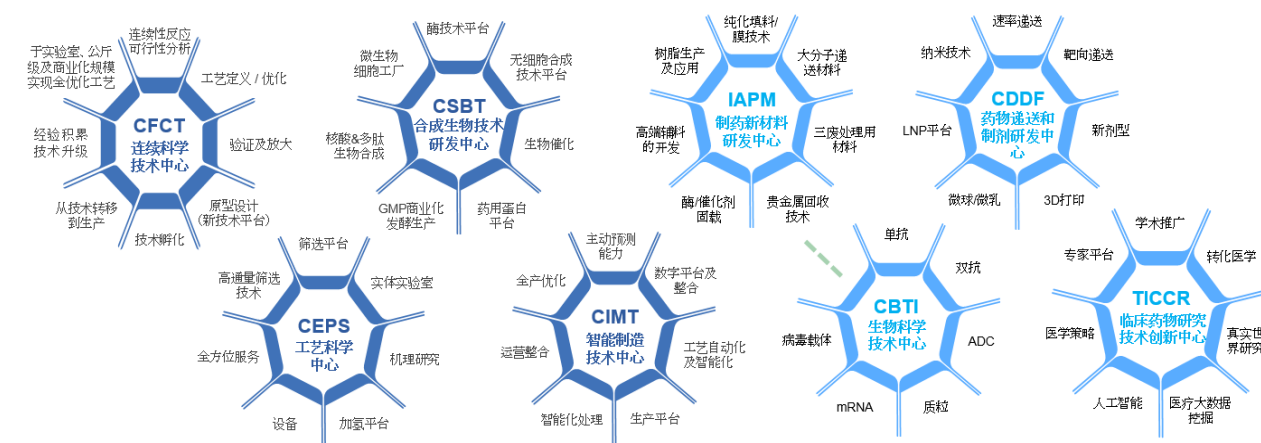 连续性反应
可行性分析
于实验室、公斤
级及商业化规模
实现全优化工艺
工艺定义 / 优化
CFCT
连续科学
技术中心
经验积累
技术升级
验证及放大
从技术转移
到生产
原型设计
（新技术平台）
技术孵化
酶技术平台
微生物
细胞工厂
无细胞合成
技术平台
CSBT
合成生物技术
研发中心
核酸&多肽
生物合成
生物催化
GMP商业化
发酵生产
药用蛋白
平台
纯化填料/
膜技术
树脂生产
及应用
大分子递
送材料
IAPM
制药新材料
研发中心
高端辅料
的开发
三废处理用
材料
酶/催化剂
固载
贵金属回收
技术
速率递送
纳米技术
靶向递送
CDDF
药物递送和
制剂研发中
心
LNP平台
新剂型
微球/微乳
3D打印
筛选平台
高通量筛选
技术
实体实验室
CEPS
工艺科学
中心
全方位服务
机理研究
设备
加氢平台
主动预测
能力
全产优化
数字平台及
整合
CIMT
智能制造
技术中心
运营整合
工艺自动化
及智能化
智能化处理
生产平台
单抗
双抗
CBTI
生物科学
技术中心
病毒载体
ADC
mRNA
质粒
学术推广
专家平台
转化医学
TICCR
临床药物研究
技术创新中心
医学策略
真实世
界研究
人工智能
医疗大数据
挖掘